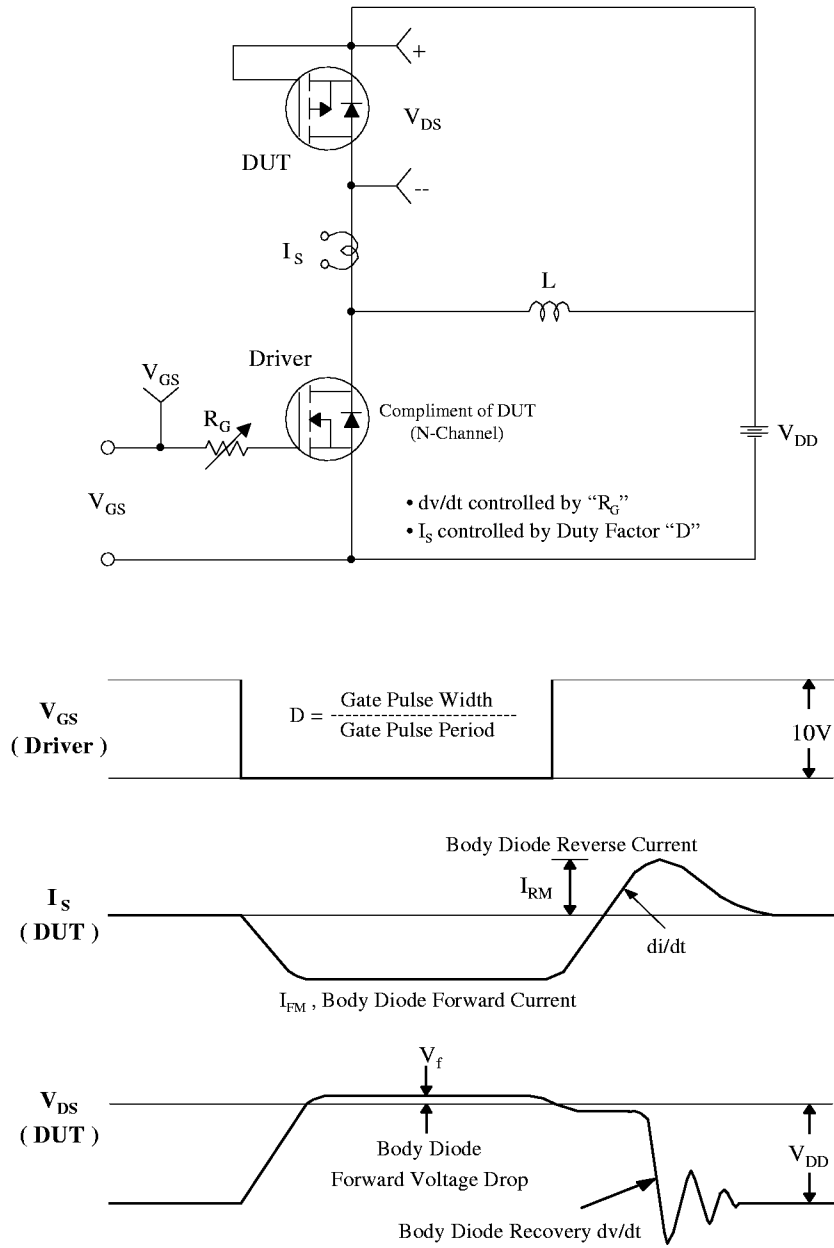 +
V_DS
DUT
--
I_S
L
Driver
V_GS
R_G
Compliment of DUT
(N-Channel)
V_DD
V_GS
• dv/dt controlled by “R_G”
• I_S controlled by Duty Factor “D”
V_GS
( Driver )
D = Gate Pulse Width
--------------------------
Gate Pulse Period
10V
Body Diode Reverse Current
I_S
( DUT )
I_RM
di/dt
I_FM , Body Diode Forward Current
V_f
V_DS
( DUT )
Body Diode
Forward Voltage Drop
V_DD
Body Diode Recovery dv/dt